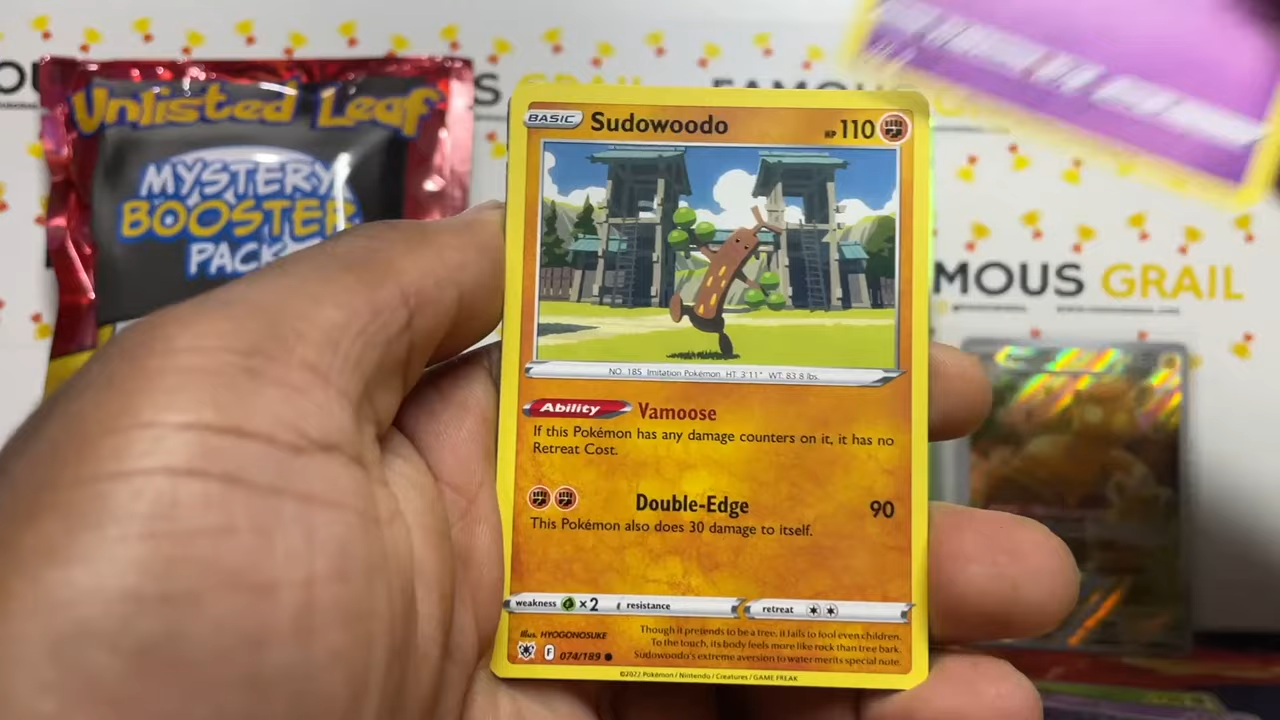 Unlisted Leaf
MYSTERY
BOOSTER
PACK
FAMOUS
GRAIL
MOUS GRAIL
BASIC Sudowoodo HP 110
NO. 185 Imitation Pokémon HT: 3'11" WT: 83.8 lbs.
Ability Vamoose
If this Pokémon has any damage counters on it, it has no
Retreat Cost.
Double-Edge 90
This Pokémon also does 30 damage to itself.
weakness ×2 resistance retreat
Illus. HYOGONOSUKE
F 074/189
Though it pretends to be a tree, it fails to fool even children.
To the touch, its body feels more like rock than tree bark.
Sudowoodo's extreme aversion to water merits special note.
©2022 Pokémon / Nintendo / Creatures / GAME FREAK